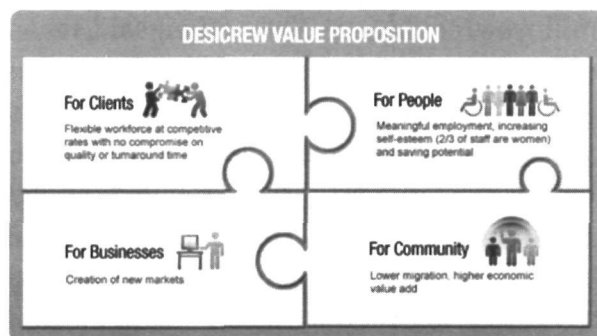 DESICREW VALUE PROPOSITION
For Clients
Flexible workforce at competitive
rates with no compromise on
quality or turnaround time
For People
Meaningful employment, increasing
self-esteem (2/3 of staff are women)
and saving potential
For Businesses
Creation of new markets
For Community
Lower migration, higher economic
value add